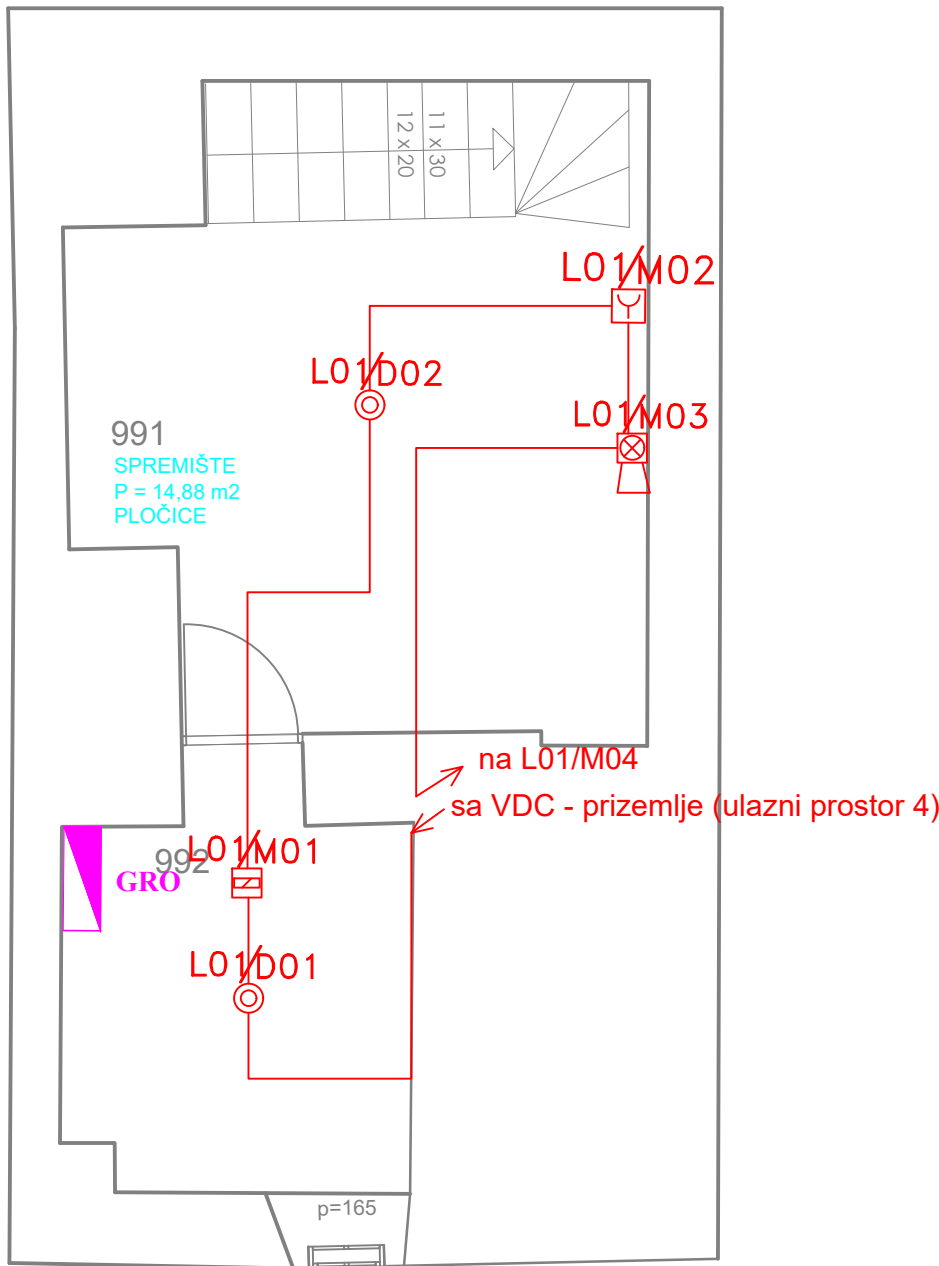 11 x 30
12 x 20
L01/M02
L01/D02
L01/M03
991
SPREMIŠTE
P = 14,88 m2
PLOČICE
na L01/M04
sa VDC - prizemlje (ulazni prostor 4)
L01/M01
992
GRO
L01/D01
p=165